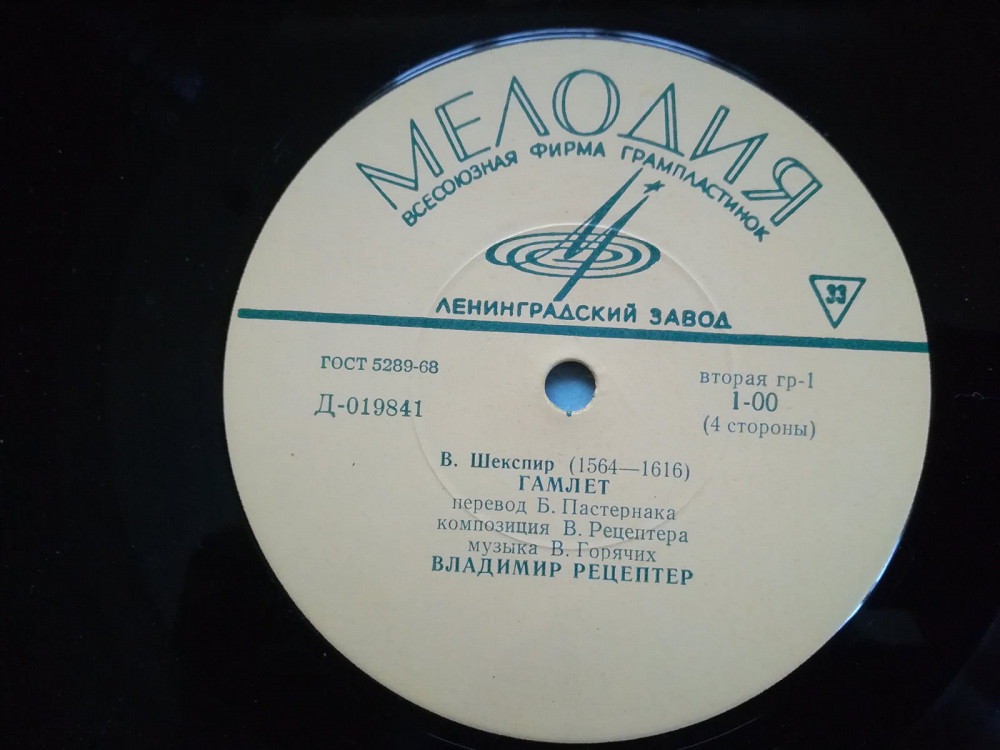 МЕЛОДИЯ
ВСЕСОЮЗНАЯ ФИРМА ГРАМПЛАСТИНОК
ЛЕНИНГРАДСКИЙ ЗАВОД
33
ГОСТ 5289-68
Д-019841
вторая гр-1
1-00
(4 стороны)
В. Шекспир (1564—1616)
ГАМЛЕТ
перевод Б. Пастернака
композиция В. Рецептера
музыка В. Горячих
ВЛАДИМИР РЕЦЕПТЕР